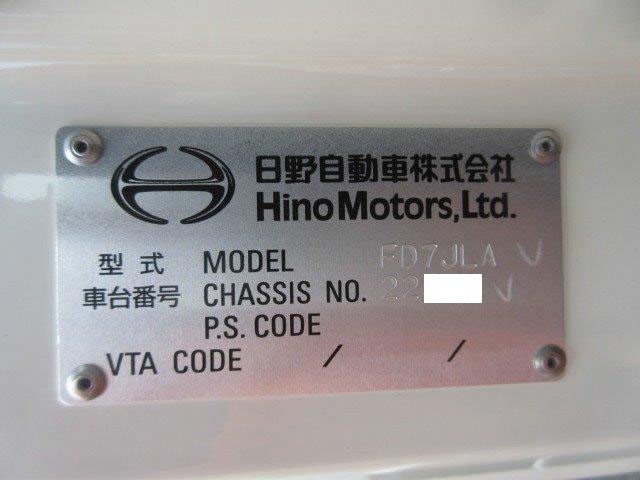 日野自動車株式会社
Hino Motors, Ltd.
型式 MODEL FD7JLA
車台番号 CHASSIS NO. 22
P.S. CODE
VTA CODE / /